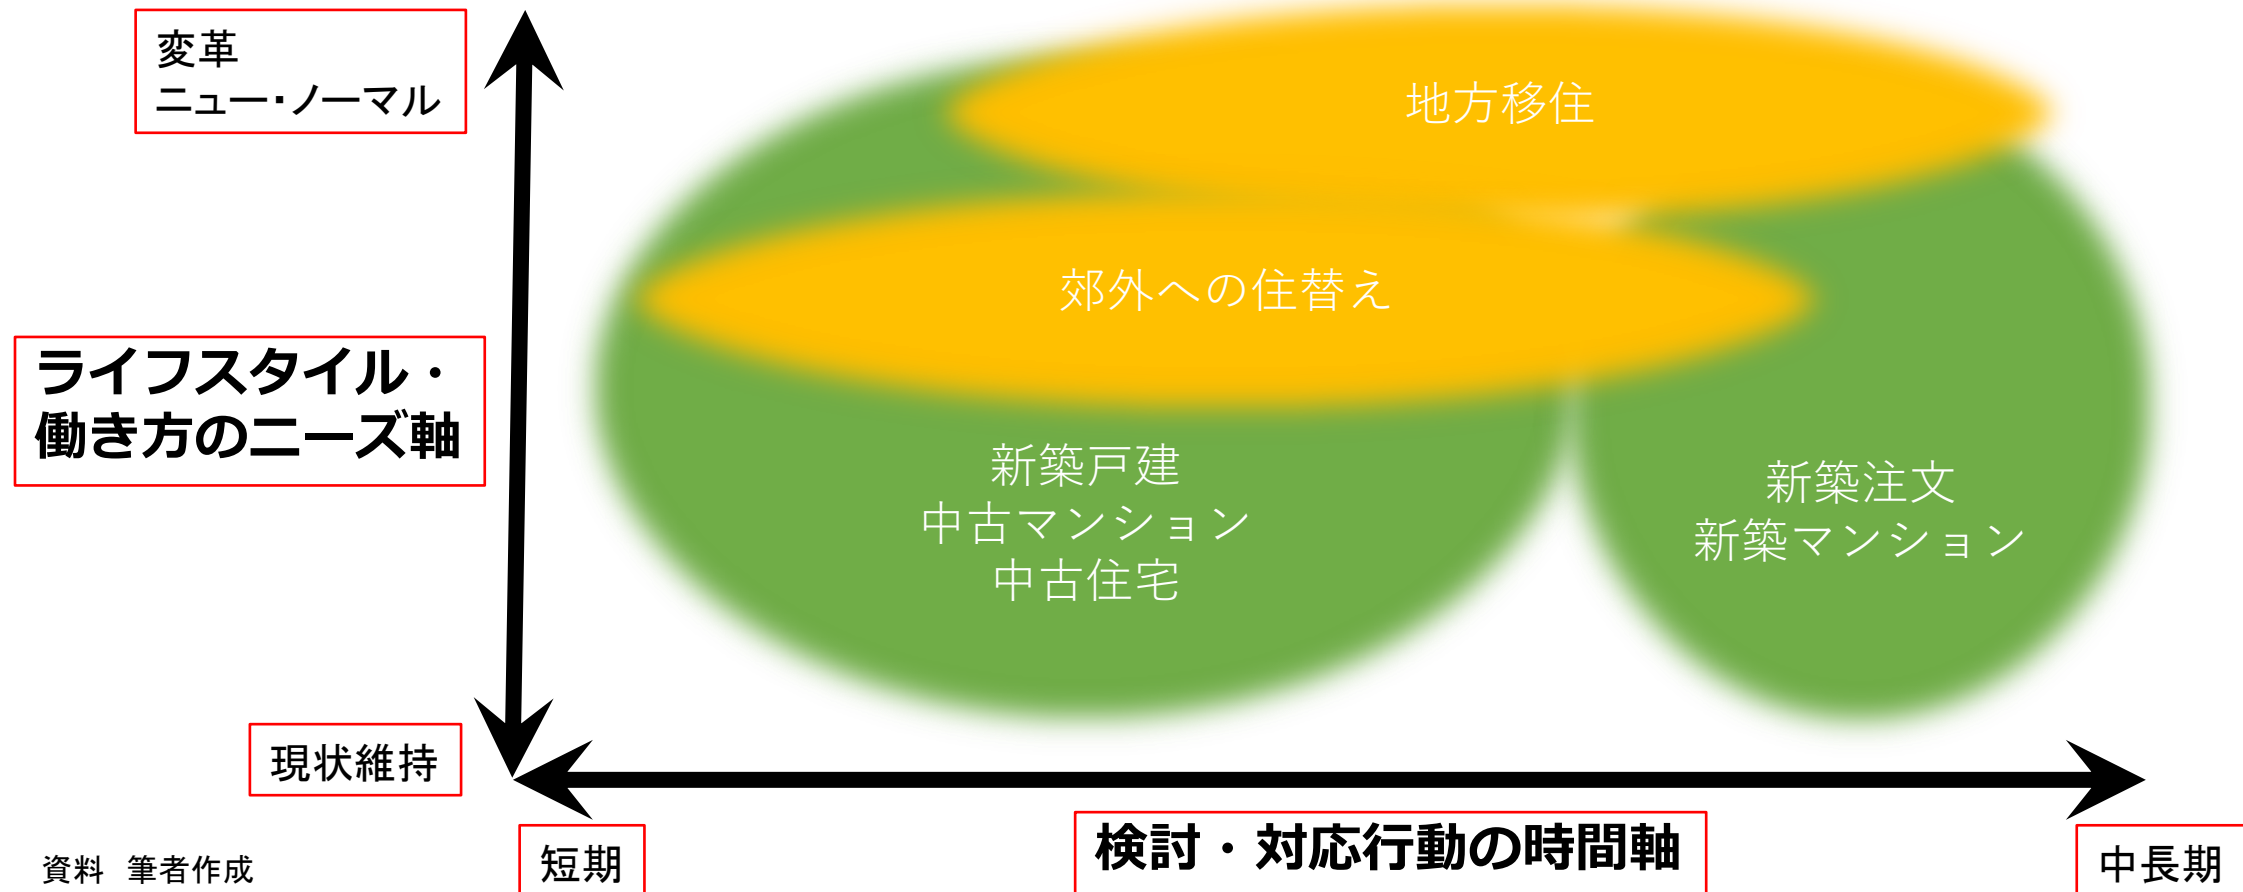 変革
ニュー・ノーマル
地方移住
郊外への住替え
ライフスタイル・
働き方のニーズ軸
新築戸建
中古マンション
中古住宅
新築注文
新築マンション
現状維持
短期
検討・対応行動の時間軸
中長期
資料　筆者作成